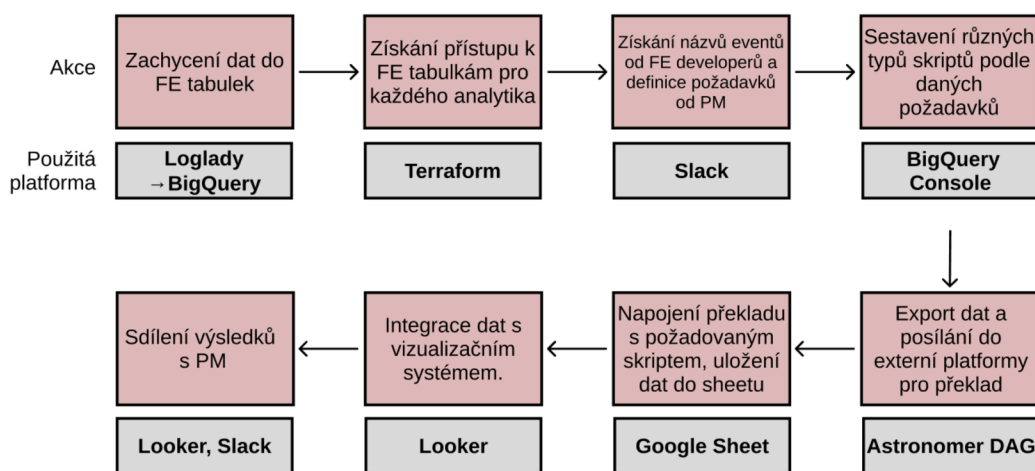 Akce
Zachycení dat do
FE tabulek
Získání přístupu k
FE tabulkám pro
každého analytika
Získání názvů eventů
od FE developerů a
definice požadavků
od PM
Sestavení různých
typů skriptů podle
daných
požadavků
Použitá
platforma
Loglady
→BigQuery
Terraform
Slack
BigQuery
Console
Sdílení výsledků
s PM
Integrace dat s
vizualizačním
systémem.
Napojení překladu
s požadovaným
skriptem, uložení
dat do sheetu
Export dat a
posílání do
externí platformy
pro překlad
Looker, Slack
Looker
Google Sheet
Astronomer DAG